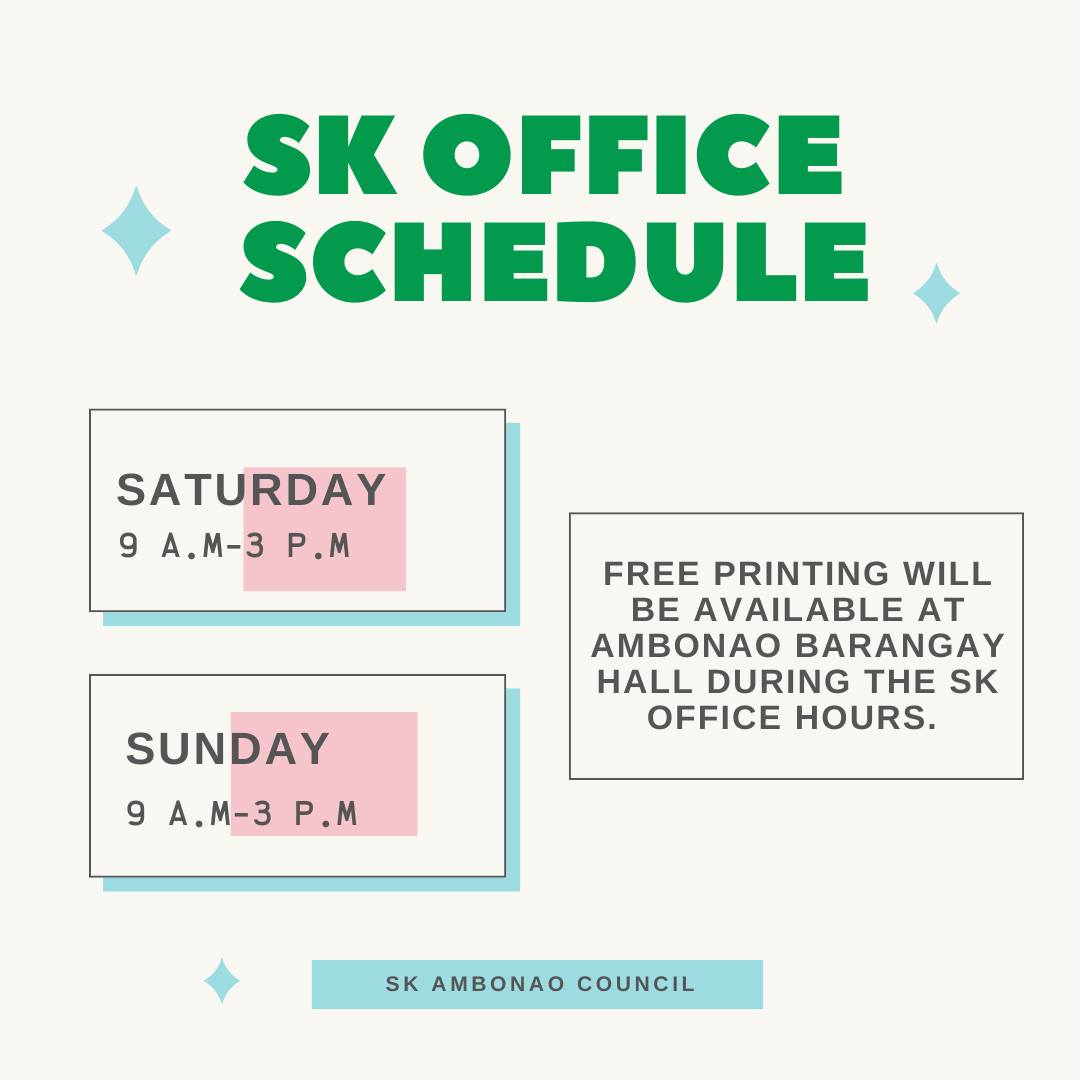 SK OFFICE
SCHEDULE
SATURDAY
9 A.M-3 P.M
SUNDAY
9 A.M-3 P.M
FREE PRINTING WILL
BE AVAILABLE AT
AMBONAO BARANGAY
HALL DURING THE SK
OFFICE HOURS.
SK AMBONAO COUNCIL